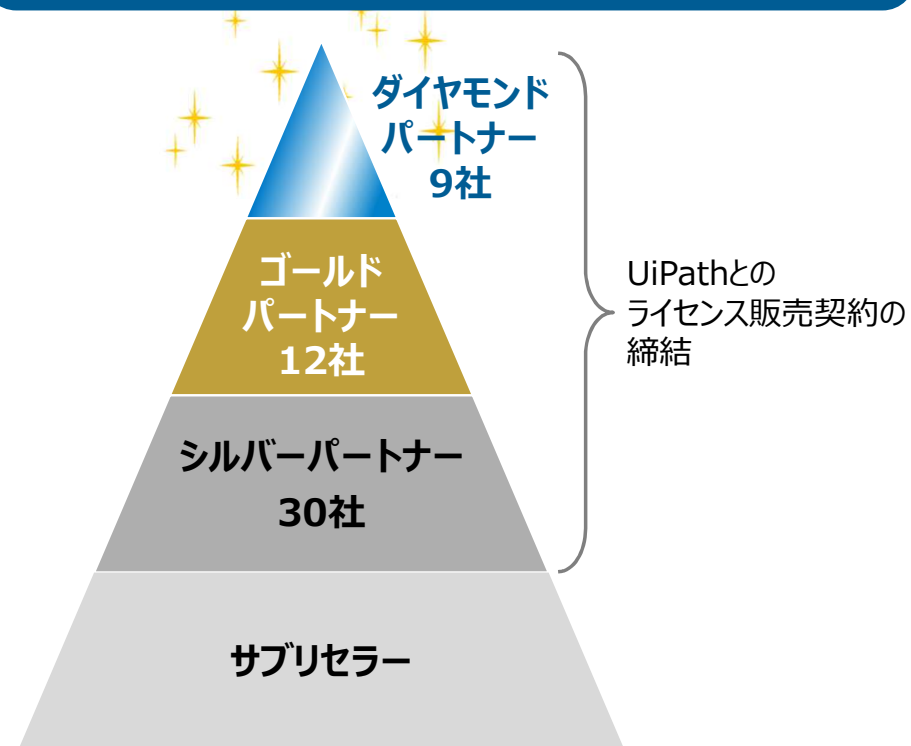 ダイヤモンド
パートナー
9社
ゴールド
パートナー
12社
シルバーパートナー
30社
サブリセラー
UiPathとの
ライセンス販売契約の
締結